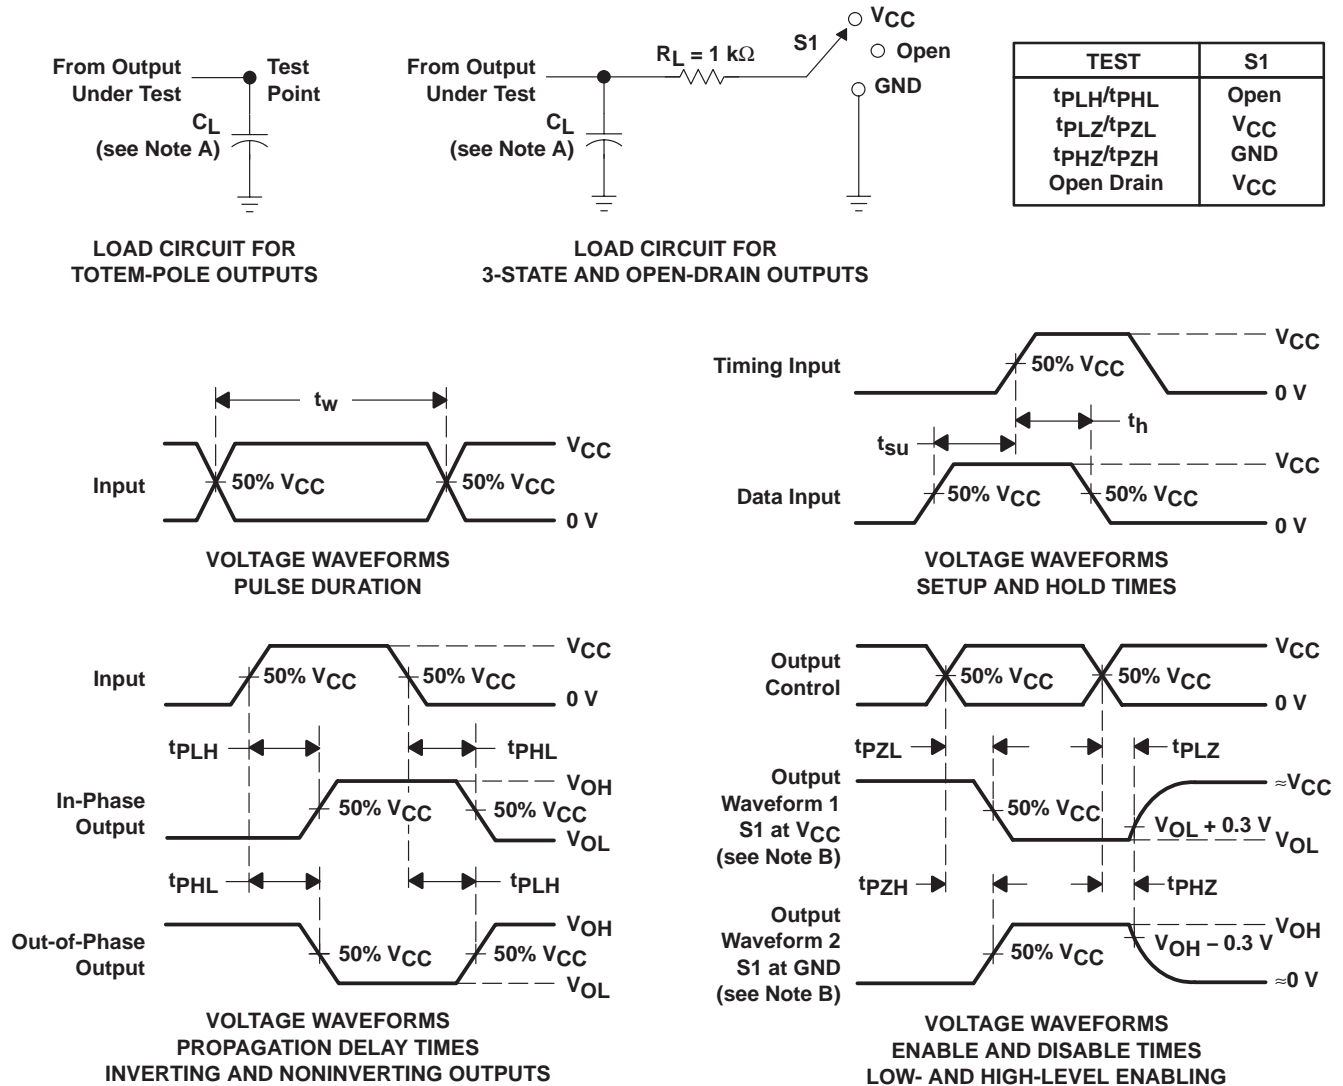 From Output
Under Test
Test
Point
CL
(see Note A)
LOAD CIRCUIT FOR
TOTEM-POLE OUTPUTS
From Output
Under Test
RL = 1 kΩ
S1
VCC
Open
GND
CL
(see Note A)
LOAD CIRCUIT FOR
3-STATE AND OPEN-DRAIN OUTPUTS
TEST S1
tPLH/tPHL Open
tPLZ/tPZL VCC
tPHZ/tPZH GND
Open Drain VCC
tw
Input
50% VCC
50% VCC
VCC
0 V
VOLTAGE WAVEFORMS
PULSE DURATION
Timing Input
50% VCC
VCC
0 V
tsu
th
Data Input
50% VCC
50% VCC
VCC
0 V
VOLTAGE WAVEFORMS
SETUP AND HOLD TIMES
Input
50% VCC
50% VCC
VCC
0 V
tPLH
tPHL
In-Phase
Output
50% VCC
50% VCC
VOH
VOL
tPHL
tPLH
Out-of-Phase
Output
50% VCC
50% VCC
VOH
VOL
VOLTAGE WAVEFORMS
PROPAGATION DELAY TIMES
INVERTING AND NONINVERTING OUTPUTS
Output
Control
50% VCC
50% VCC
VCC
0 V
tPZL
tPLZ
Output
Waveform 1
S1 at VCC
(see Note B)
50% VCC
≈VCC
VOL + 0.3 V
VOL
tPZH
tPHZ
Output
Waveform 2
S1 at GND
(see Note B)
50% VCC
VOH
VOH − 0.3 V
≈0 V
VOLTAGE WAVEFORMS
ENABLE AND DISABLE TIMES
LOW- AND HIGH-LEVEL ENABLING